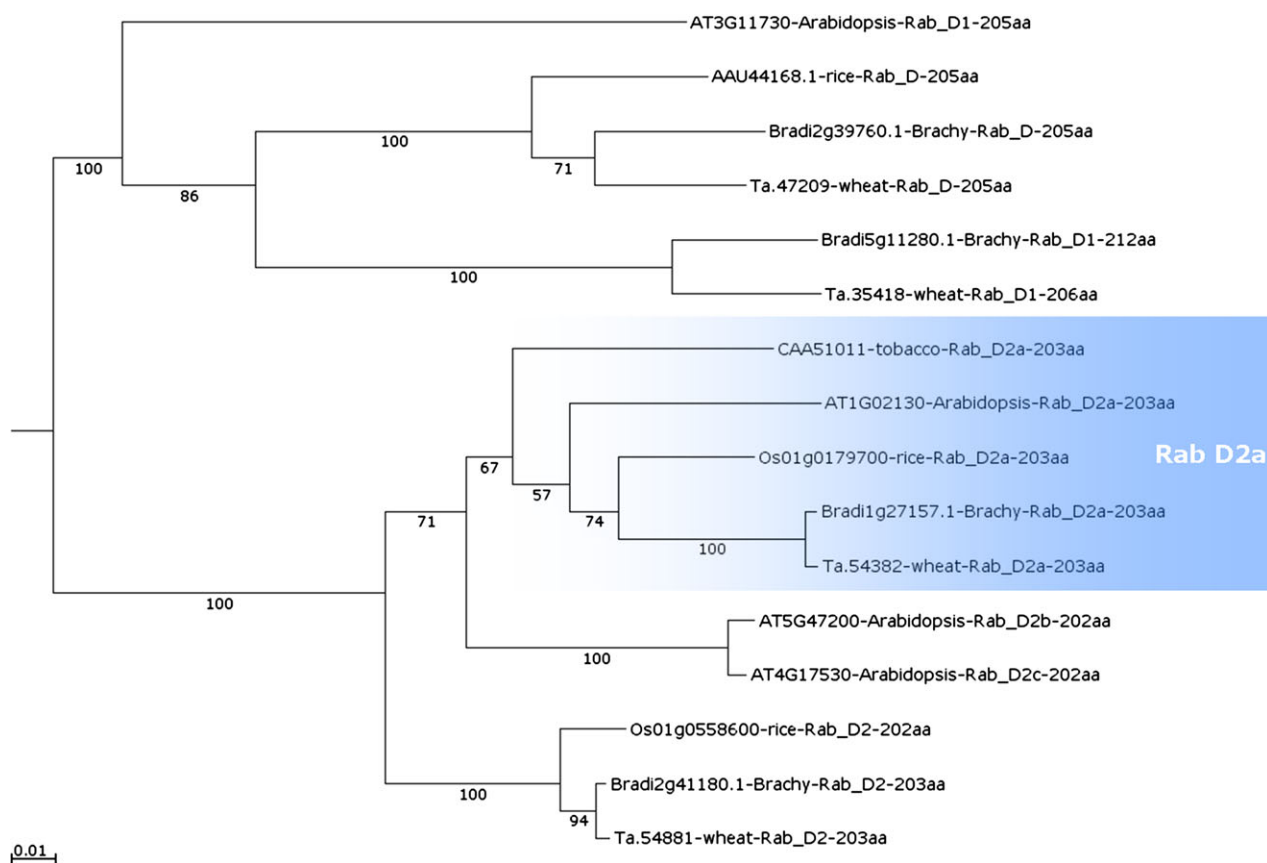 AT3G11730-Arabidopsis-Rab_D1-205aa
AAU44168.1-rice-Rab_D-205aa
100
Bradi2g39760.1-Brachy-Rab_D-205aa
100
71
86
Ta.47209-wheat-Rab_D-205aa
Bradi5g11280.1-Brachy-Rab_D1-212aa
100
Ta.35418-wheat-Rab_D1-206aa
CAA51011-tobacco-Rab_D2a-203aa
AT1G02130-Arabidopsis-Rab_D2a-203aa
Os01g0179700-rice-Rab_D2a-203aa
Rab D2a
67
57
Bradi1g27157.1-Brachy-Rab_D2a-203aa
71
74
100
Ta.54382-wheat-Rab_D2a-203aa
100
AT5G47200-Arabidopsis-Rab_D2b-202aa
100
AT4G17530-Arabidopsis-Rab_D2c-202aa
Os01g0558600-rice-Rab_D2-202aa
Bradi2g41180.1-Brachy-Rab_D2-203aa
100
94
Ta.54881-wheat-Rab_D2-203aa
0.01